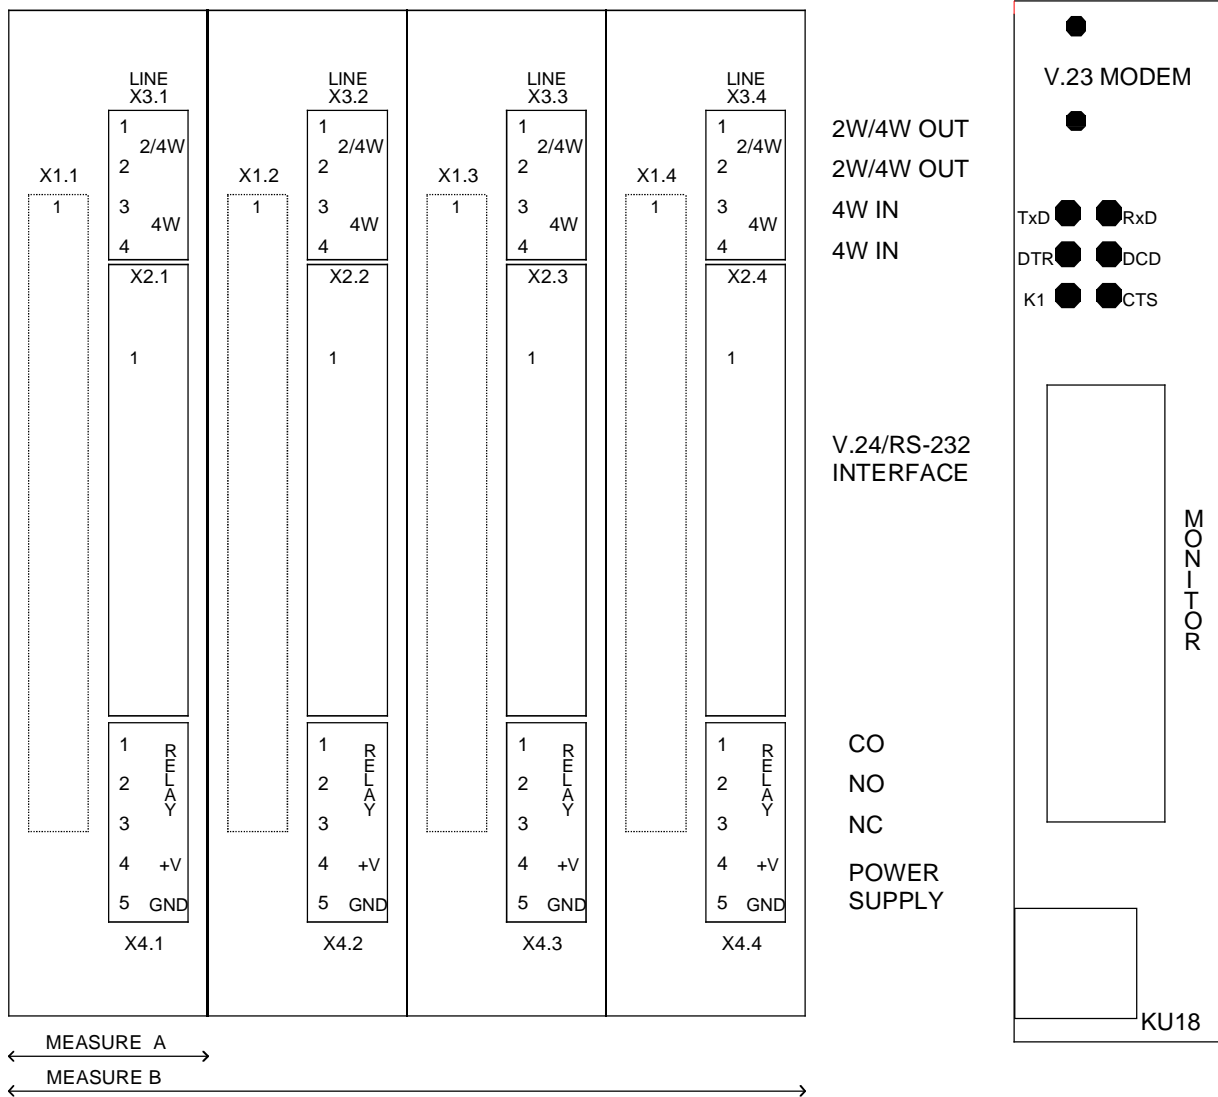 LINE LINE LINE LINE
X3.1 X3.2 X3.3 X3.4
V.23 MODEM
1 1 1 1 2W/4W OUT
2/4W 2/4W 2/4W 2/4W
2 2 2 2 2W/4W OUT
X1.1 X1.2 X1.3 X1.4
1 3 1 3 1 3 1 3 4W IN
TxD RxD
4W 4W 4W 4W
4 4 4 4 4W IN
DTR DCD
X2.1 X2.2 X2.3 X2.4
K1 CTS
1 1 1 1
V.24/RS-232
INTERFACE
MONITOR
1 1 1 1 CO
RELAY RELAY RELAY RELAY
2 2 2 2 NO
3 3 3 3 NC
4 +V 4 +V 4 +V 4 +V
POWER
SUPPLY
5 GND 5 GND 5 GND 5 GND
X4.1 X4.2 X4.3 X4.4
KU18
MEASURE A
MEASURE B